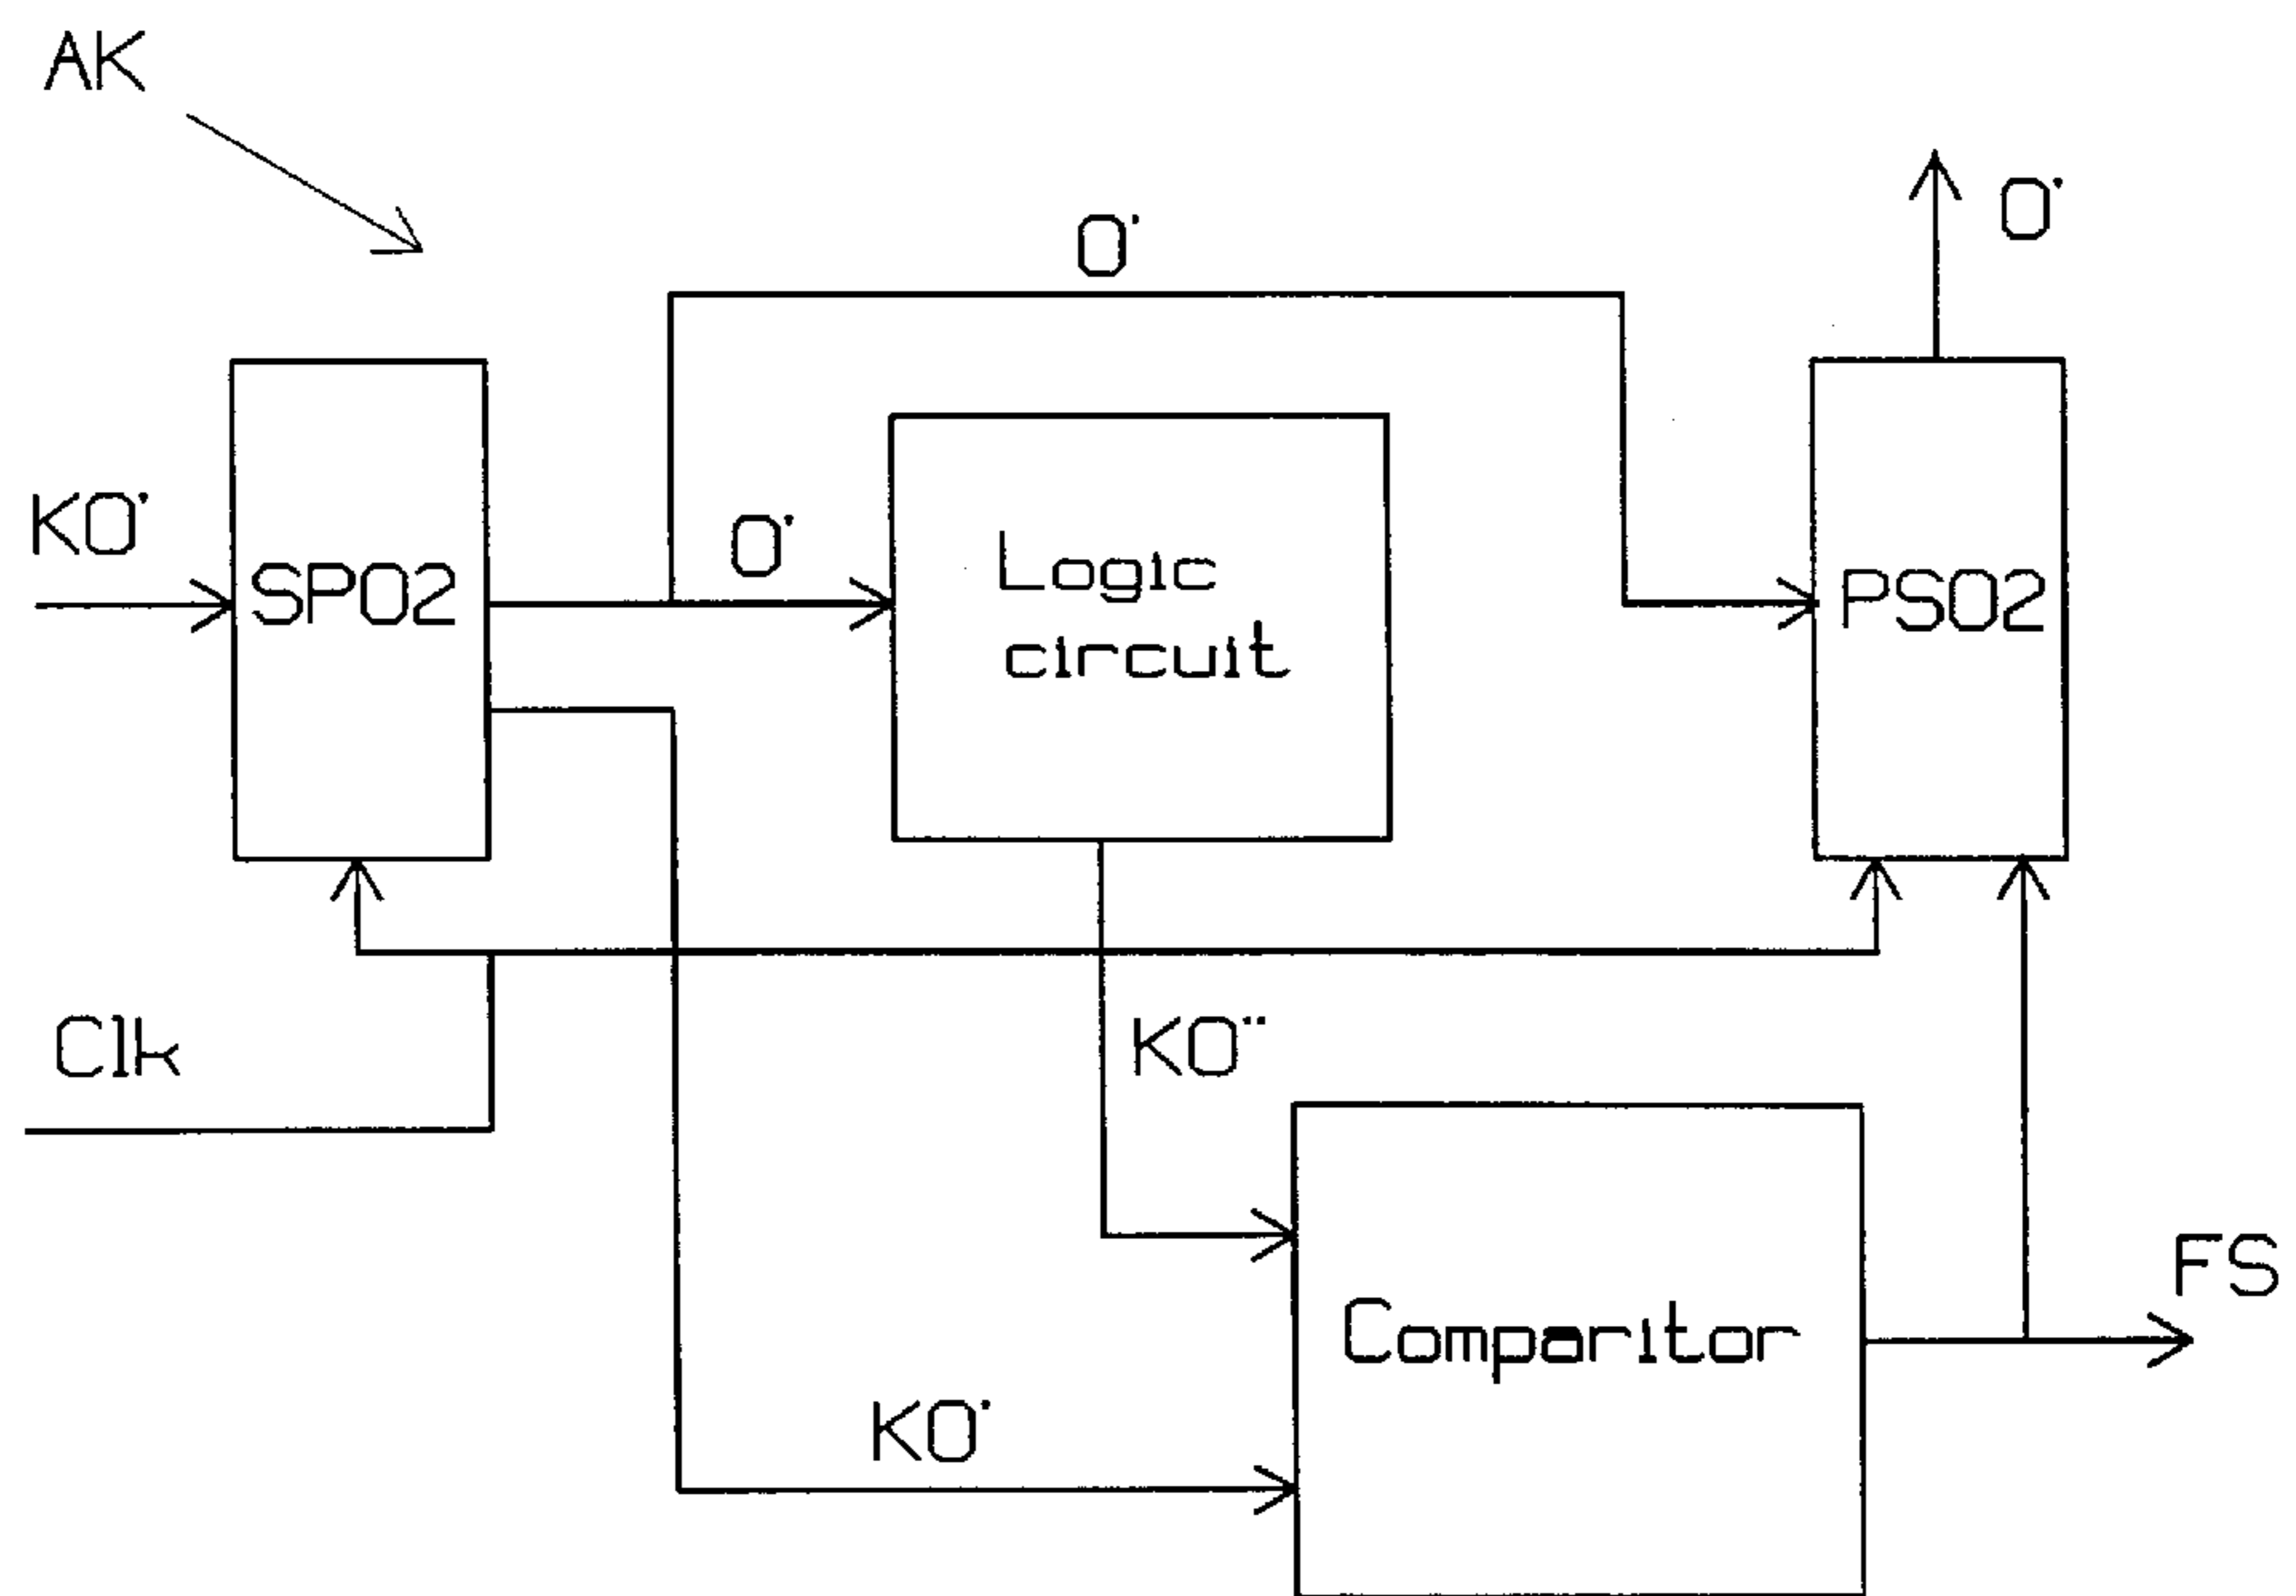 AK
O'
O'
KO'
SPO2
O'
Logic
circuit
PSO2
Clk
KO"
FS
Comparitor
KO'